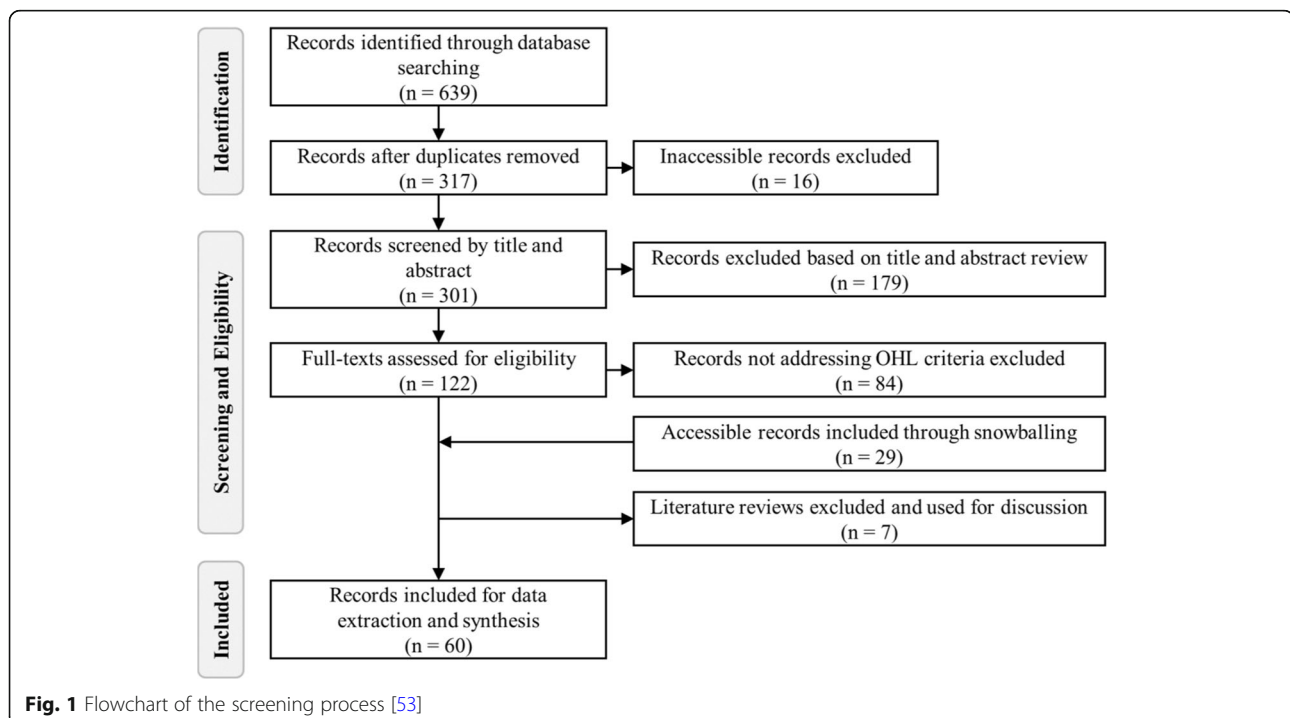 Identification
Records identified through database
searching
(n = 639)
Records after duplicates removed
(n = 317)
Inaccessible records excluded
(n = 16)
Screening and Eligibility
Records screened by title and
abstract
(n = 301)
Records excluded based on title and abstract review
(n = 179)
Full-texts assessed for eligibility
(n = 122)
Records not addressing OHL criteria excluded
(n = 84)
Accessible records included through snowballing
(n = 29)
Literature reviews excluded and used for discussion
(n = 7)
Included
Records included for data
extraction and synthesis
(n = 60)
Fig. 1 Flowchart of the screening process [53]